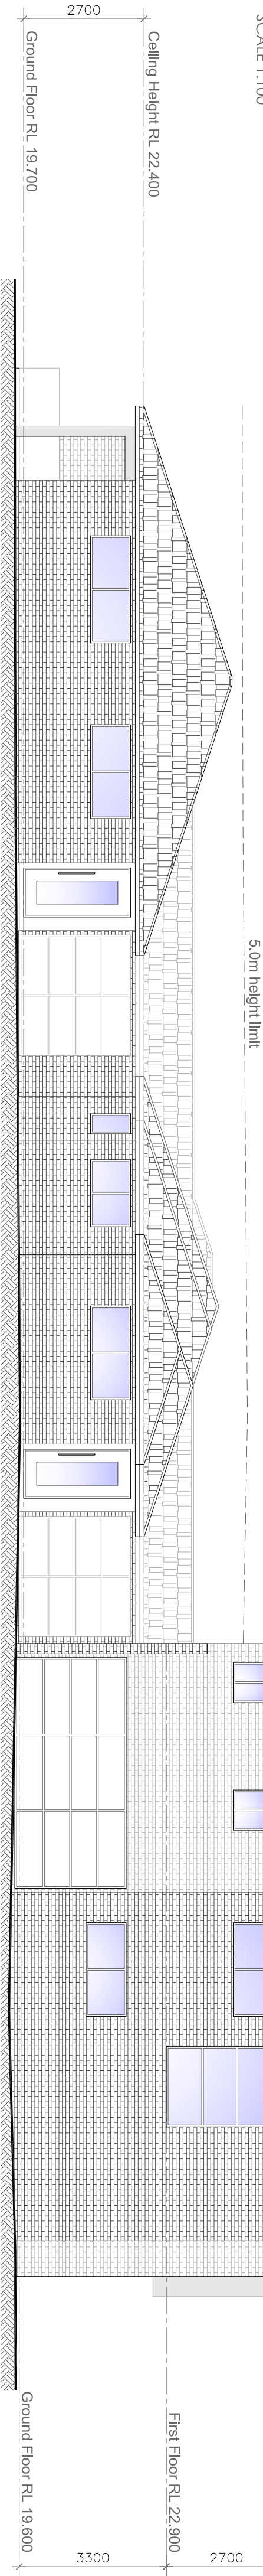 SCALE 1:100
2700
Ceiling Height RL 22.400
Ground Floor RL 19.700
5.0m height limit
First Floor RL 22.900
Ground Floor RL 19.600
2700
3300